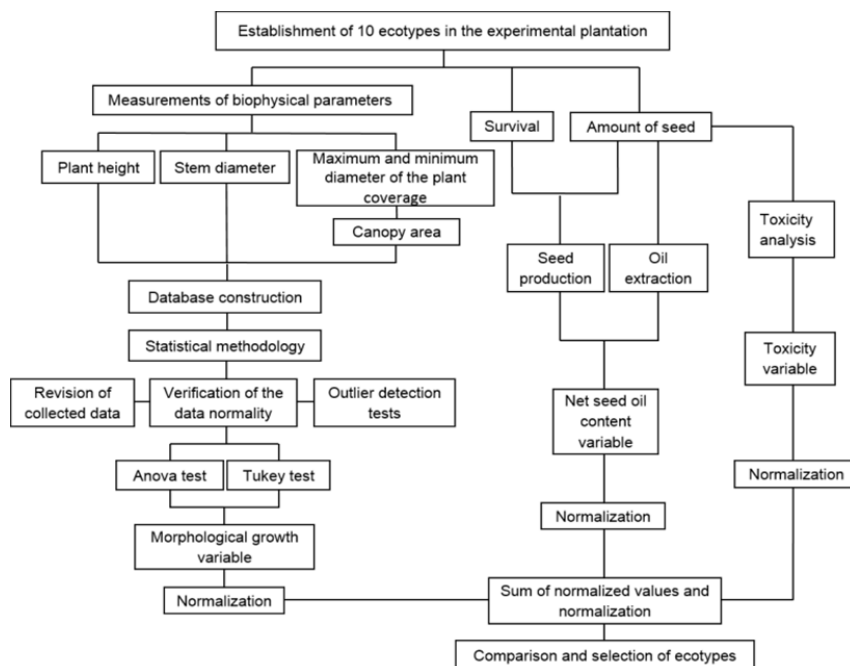 Establishment of 10 ecotypes in the experimental plantation
Measurements of biophysical parameters
Survival
Amount of seed
Plant height
Stem diameter
Maximum and minimum
diameter of the plant
coverage
Canopy area
Toxicity
analysis
Seed
production
Oil
extraction
Database construction
Statistical methodology
Toxicity
variable
Revision of
collected data
Verification of the
data normality
Outlier detection
tests
Net seed oil
content
variable
Anova test
Tukey test
Normalization
Normalization
Morphological growth
variable
Normalization
Sum of normalized values and
normalization
Comparison and selection of ecotypes